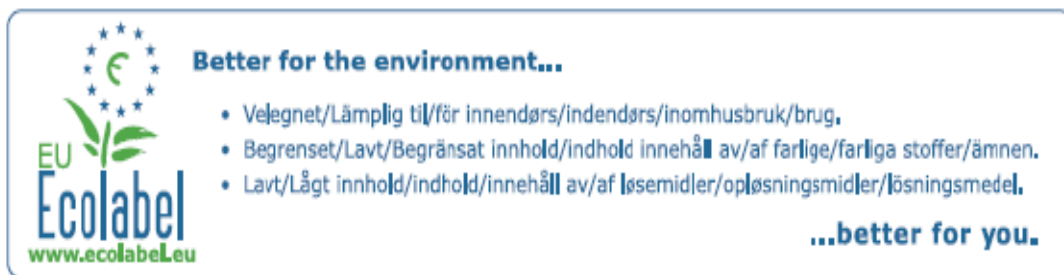 Better for the environment...
• Velegnet/Lämplig til/för innendørs/indendørs/inomhusbruk/brug.
• Begrenset/Lavt/Begränsat innhold/indhold innehåll av/af farlige/farliga stoffer/ämnen.
• Lavt/Lågt innhold/indhold/innehåll av/af løsemidler/opløsningsmidler/lösningsmedel.
...better for you.
EU
Ecolabel
www.ecolabel.eu